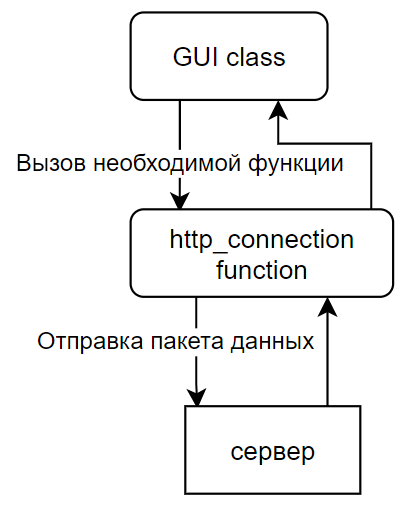 GUI class
Вызов необходимой функции
http_connection
function
Отправка пакета данных
сервер